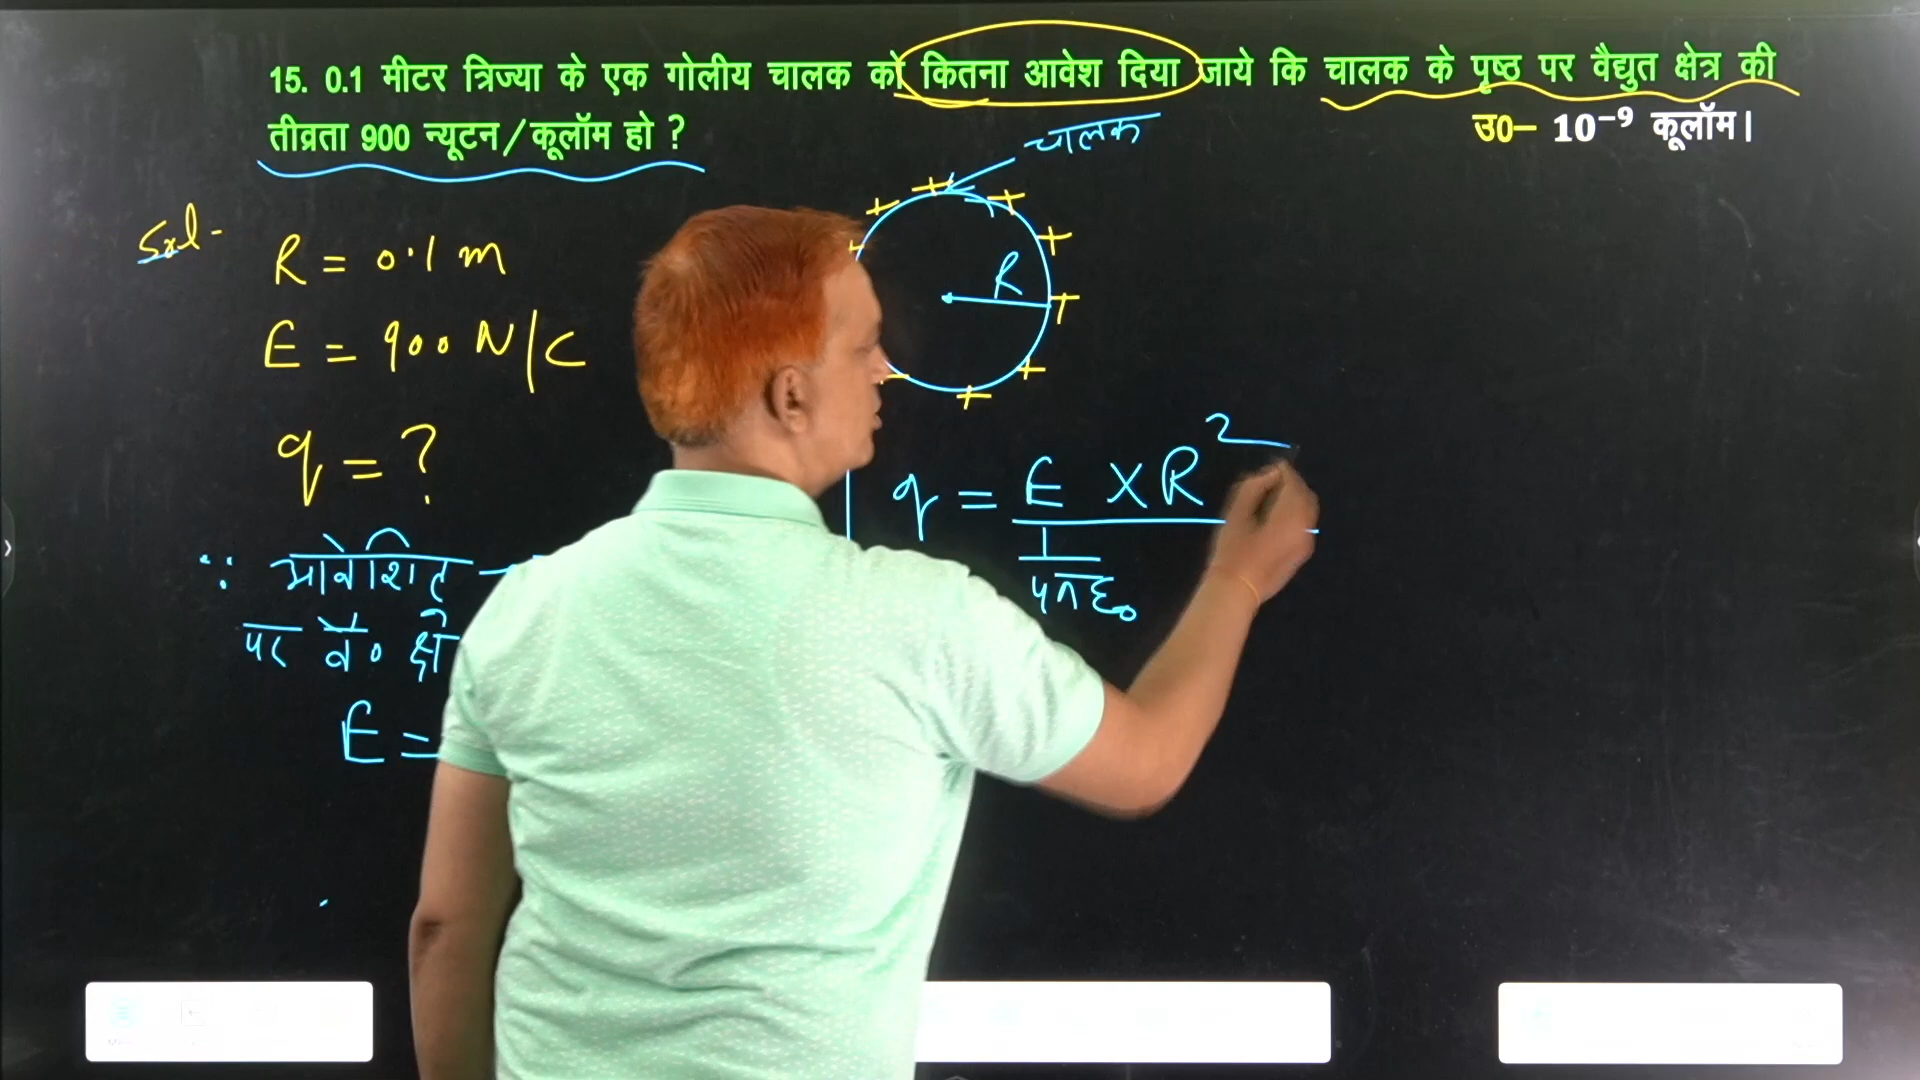 15. 0.1 मीटर त्रिज्या के एक गोलीय चालक को कितना आवेश दिया जाये कि चालक के पृष्ठ पर वैद्युत क्षेत्र की
तीव्रता 900 न्यूटन/कूलॉम हो ?
उ0– 10⁻⁹ कूलॉम।
चालक
Sol-
R = 0.1 m
R
E = 900 N/C
q = ?
q = E × R²
1
4πε₀
∵ आवेशित
पर वै० क्षे
E =